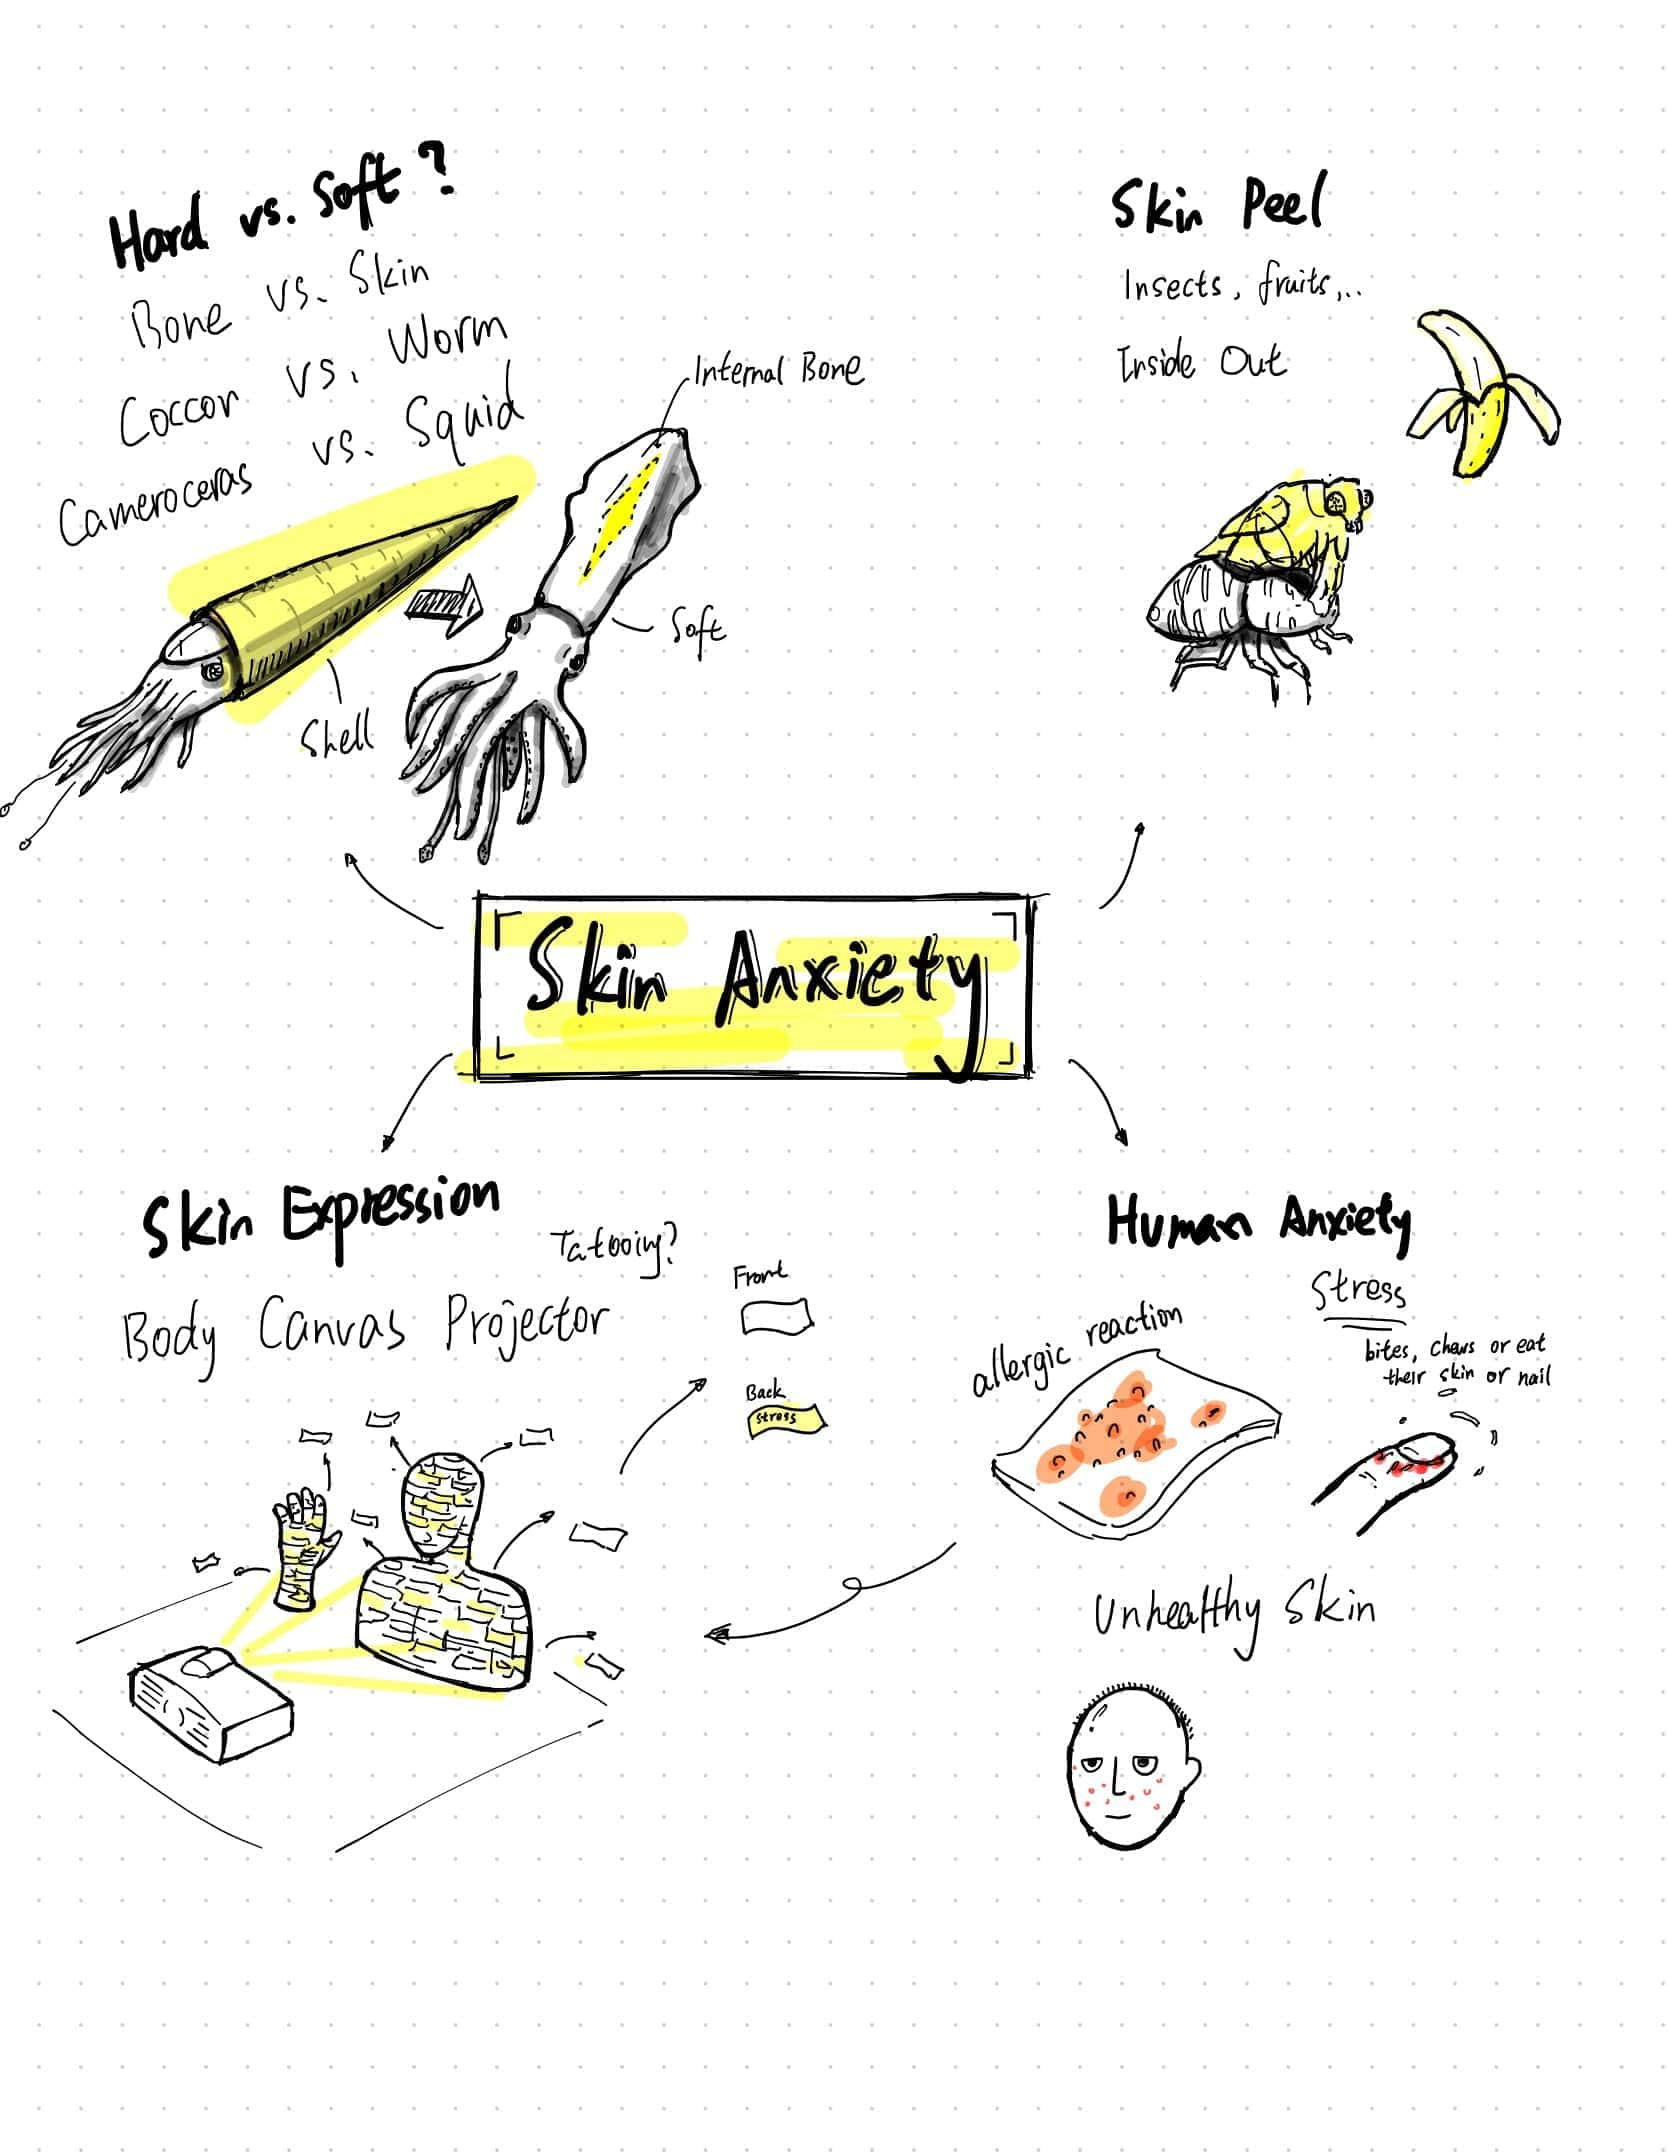 Hard vs. Soft?
Bone vs. Skin
Coccor vs. Worm
Cameroceras vs. Squid
Internal Bone
Soft
Shell
Skin Peel
Insects, fruits,..
Inside Out
Skin Anxiety
Skin Expression
Tatooing?
Body Canvas Projector
Front
Back
stress
Human Anxiety
Stress
bites, chews or eat
their skin or nail
allergic reaction
Unhealthy Skin